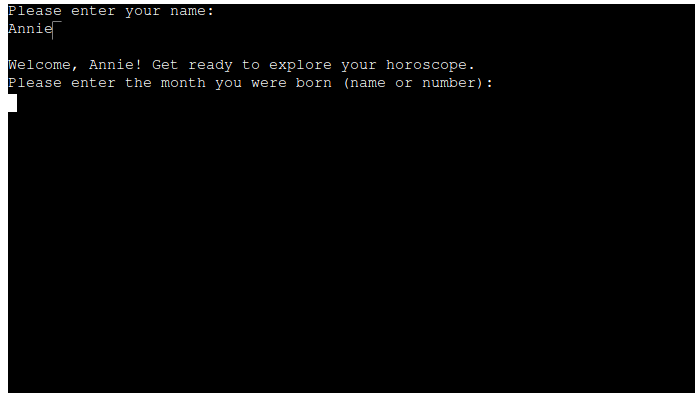 Please enter your name:
Annie
Welcome, Annie! Get ready to explore your horoscope.
Please enter the month you were born (name or number):